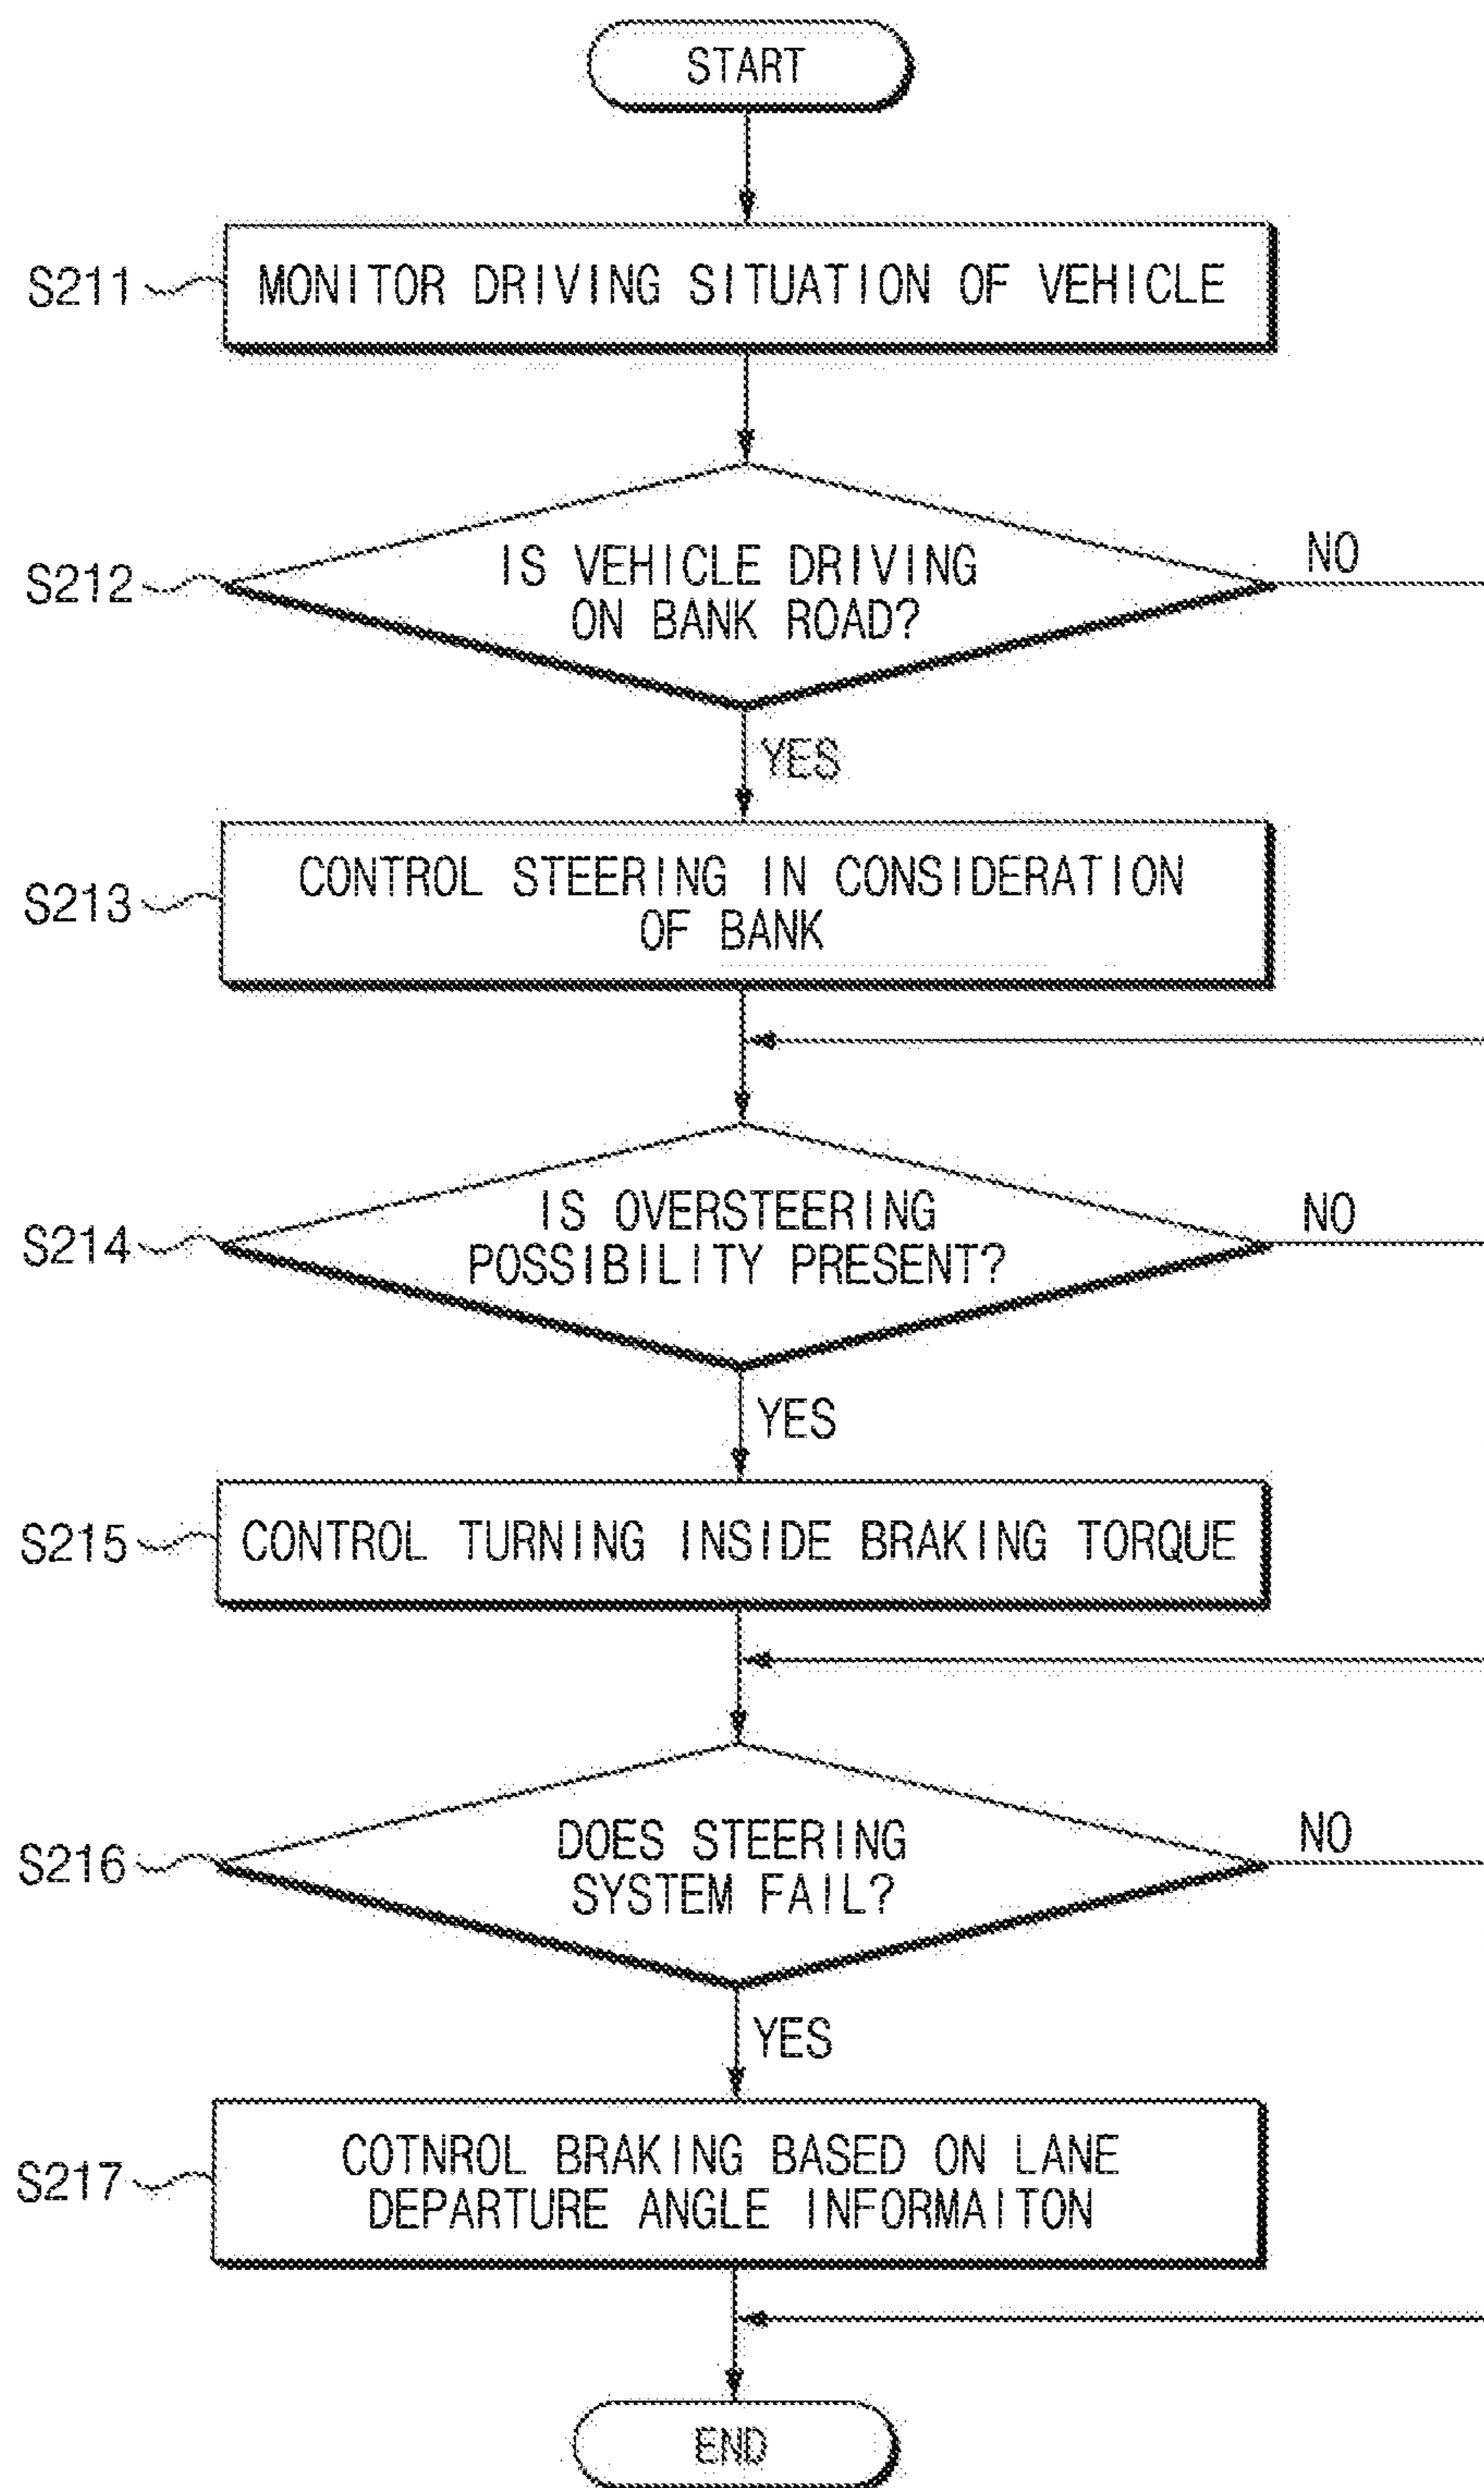 START
S211
MONITOR DRIVING SITUATION OF VEHICLE
S212
IS VEHICLE DRIVING
ON BANK ROAD?
NO
YES
S213
CONTROL STEERING IN CONSIDERATION
OF BANK
S214
IS OVERSTEERING
POSSIBILITY PRESENT?
NO
YES
S215
CONTROL TURNING INSIDE BRAKING TORQUE
S216
DOES STEERING
SYSTEM FAIL?
NO
YES
S217
COTNROL BRAKING BASED ON LANE
DEPARTURE ANGLE INFORMAITON
END